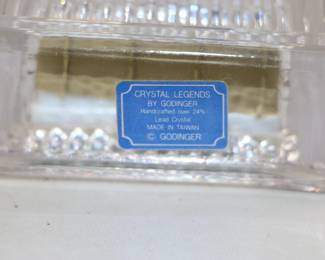 CRYSTAL LEGENDS
BY GODINGER
Handcrafted over 24%
Lead Crystal
MADE IN TAIWAN
© GODINGER